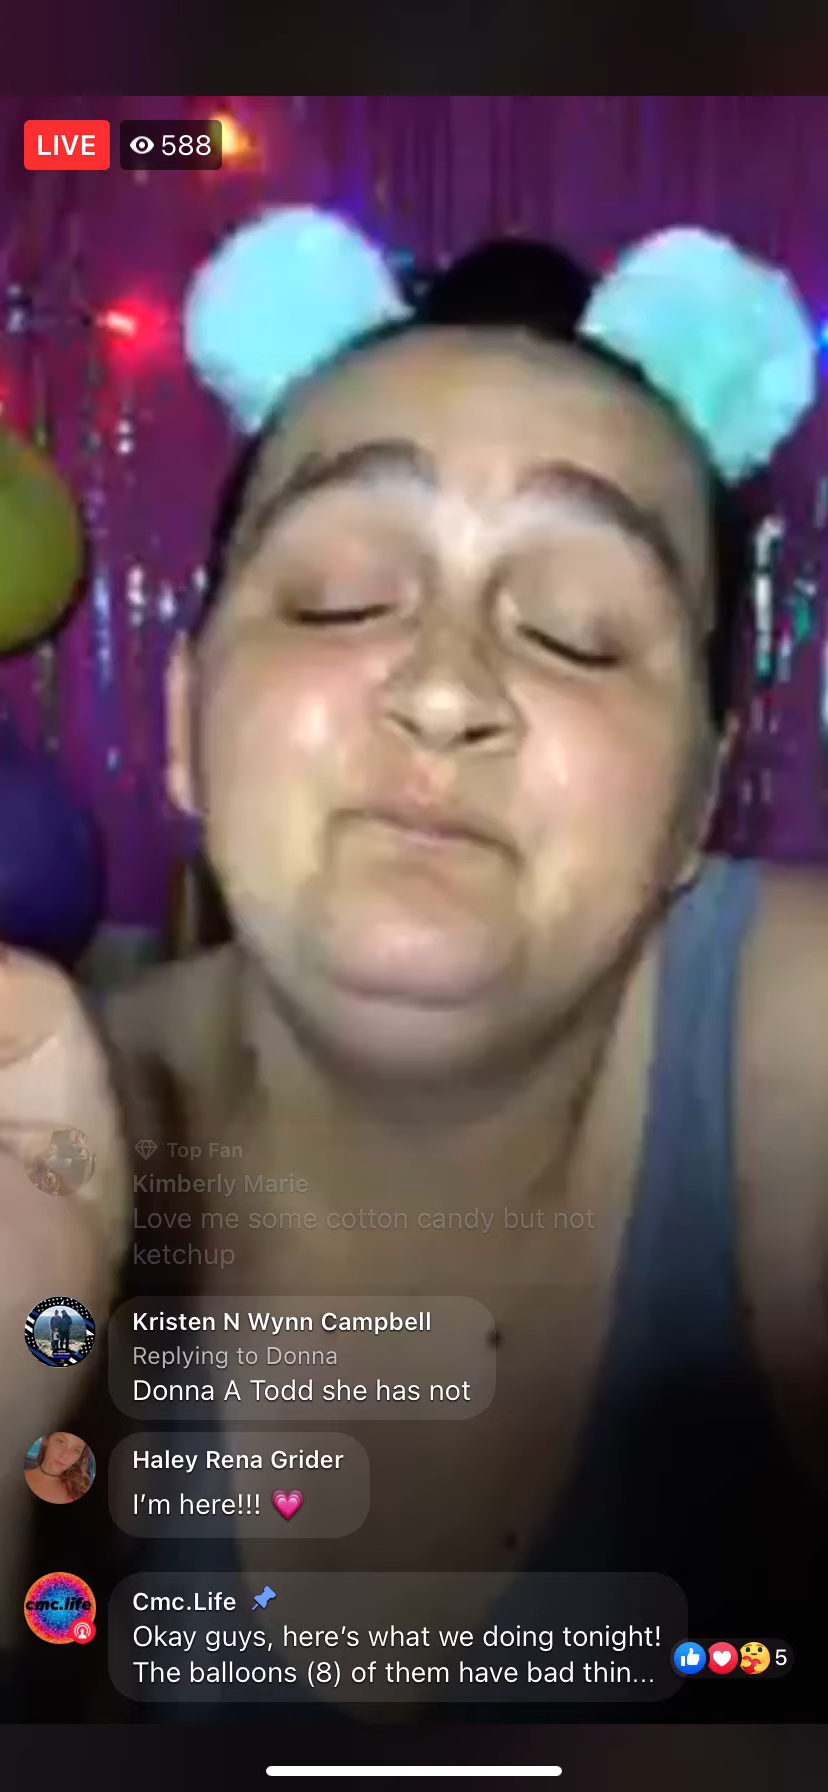 LIVE 588
Top Fan
Kimberly Marie
Love me some cotton candy but not
ketchup
Kristen N Wynn Campbell
Replying to Donna
Donna A Todd she has not
Haley Rena Grider
I'm here!!! 💗
cmc.life
Cmc.Life
Okay guys, here's what we doing tonight!
The balloons (8) of them have bad thin...
5